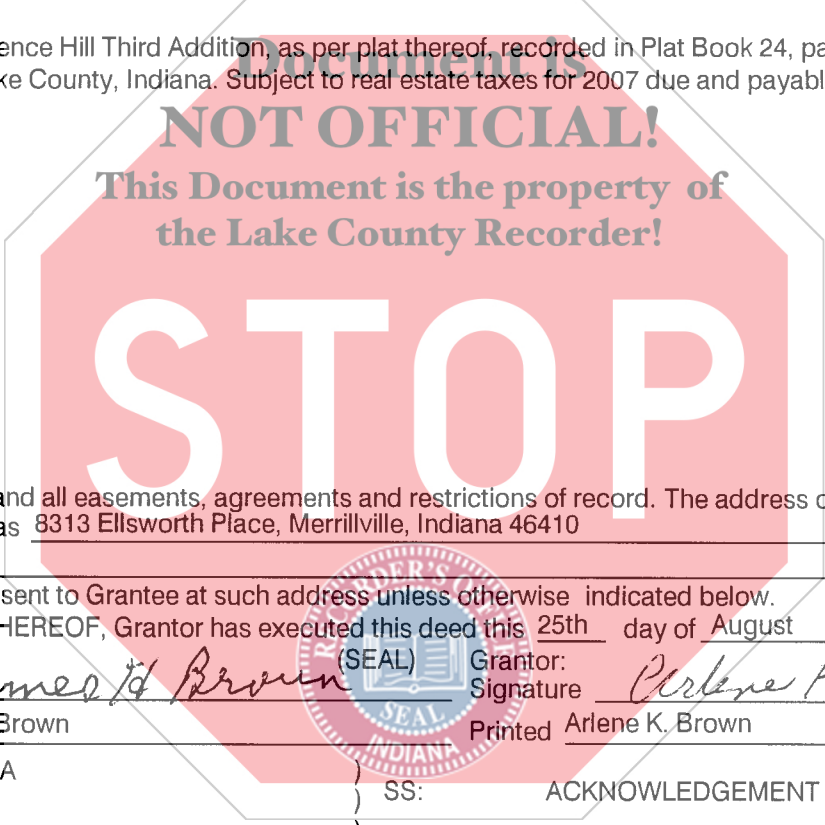 ence Hill Third Addition, as per plat thereof, recorded in Plat Book 24, pa
ke County, Indiana. Subject to real estate taxes for 2007 due and payabl
Document is
NOT OFFICIAL!
This Document is the property of
the Lake County Recorder!
STOP
and all easements, agreements and restrictions of record. The address o
as 8313 Ellsworth Place, Merrillville, Indiana 46410
sent to Grantee at such address unless otherwise indicated below.
HEREOF, Grantor has executed this deed this 25th day of August
(SEAL) Grantor:
mes H Brown Signature Arlene K
Brown Printed Arlene K. Brown
RECORDER'S OFFICE
SEAL
INDIANA
A )
) SS: ACKNOWLEDGEMENT
)